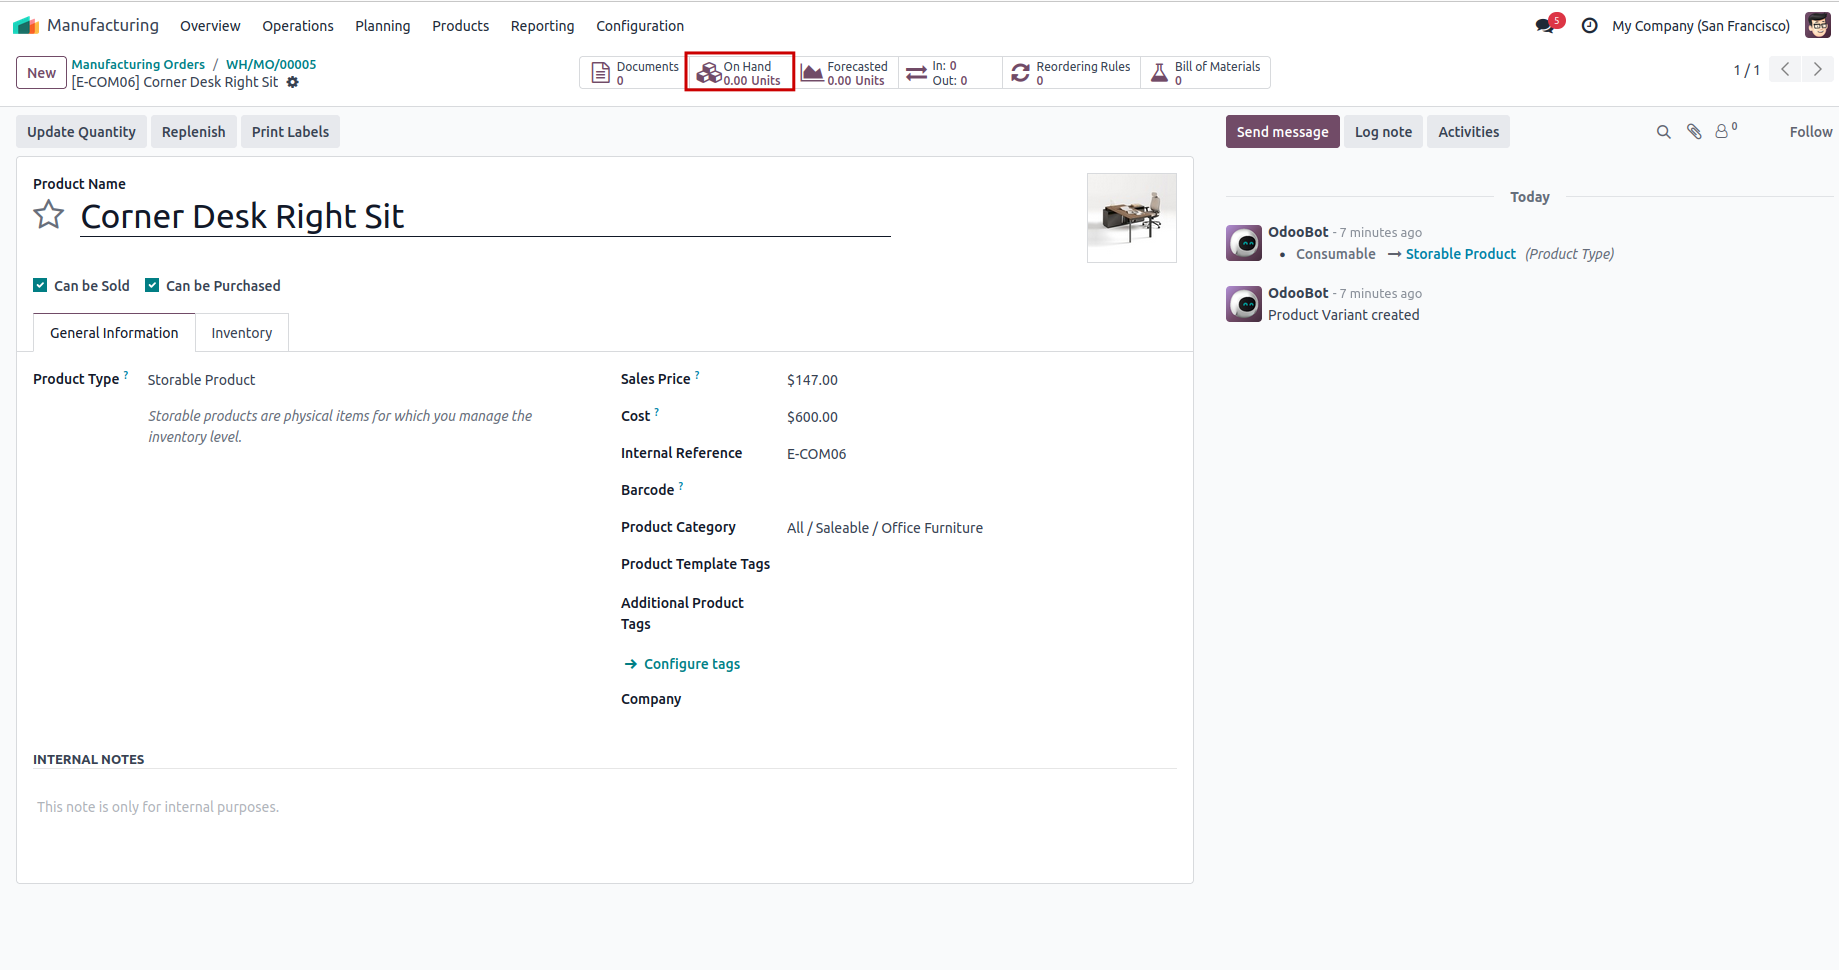 Manufacturing Overview Operations Planning Products Reporting Configuration 5 My Company (San Francisco)
New
Manufacturing Orders / WH/MO/00005
[E-COM06] Corner Desk Right Sit
Documents
0
On Hand
0.00 Units
Forecasted
0.00 Units
In: 0
Out: 0
Reordering Rules
0
Bill of Materials
0
1 / 1
Update Quantity Replenish Print Labels
Send message Log note Activities 0 Follow
Product Name
Corner Desk Right Sit
Can be Sold Can be Purchased
General Information Inventory
Product Type ? Storable Product
Storable products are physical items for which you manage the
inventory level.
Sales Price ? $147.00
Cost ? $600.00
Internal Reference E-COM06
Barcode ?
Product Category All / Saleable / Office Furniture
Product Template Tags
Additional Product
Tags
→ Configure tags
Company
INTERNAL NOTES
This note is only for internal purposes.
Today
OdooBot - 7 minutes ago
• Consumable → Storable Product (Product Type)
OdooBot - 7 minutes ago
Product Variant created